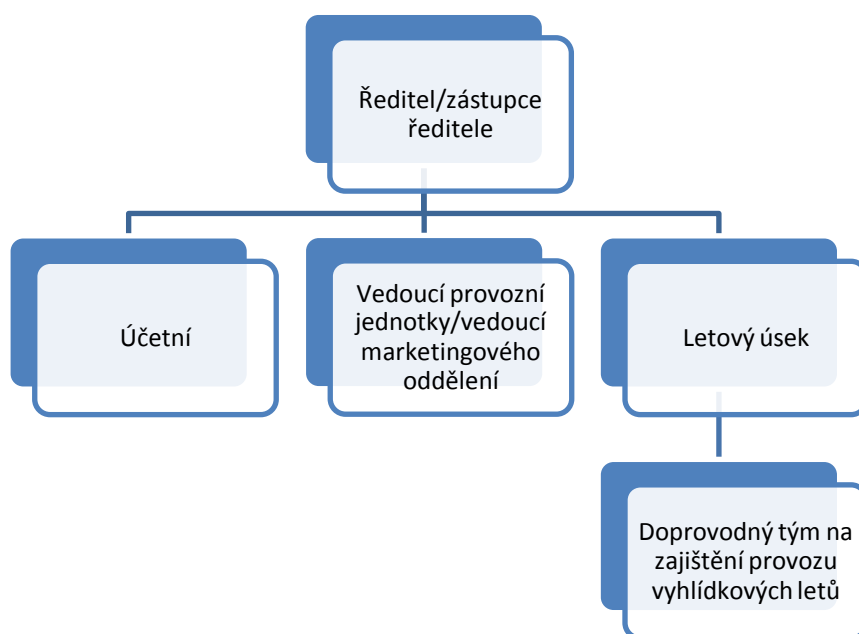 Ředitel/zástupce
ředitele
Účetní
Vedoucí provozní
jednotky/vedoucí
marketingového
oddělení
Letový úsek
Doprovodný tým na
zajištění provozu
vyhlídkových letů